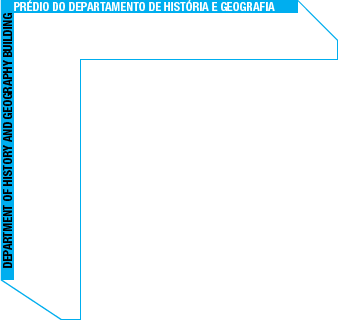 PRÉDIO DO DEPARTAMENTO DE HISTÓRIA E GEOGRAFIA
DEPARTMENT OF HISTORY AND GEOGRAPHY BUILDING